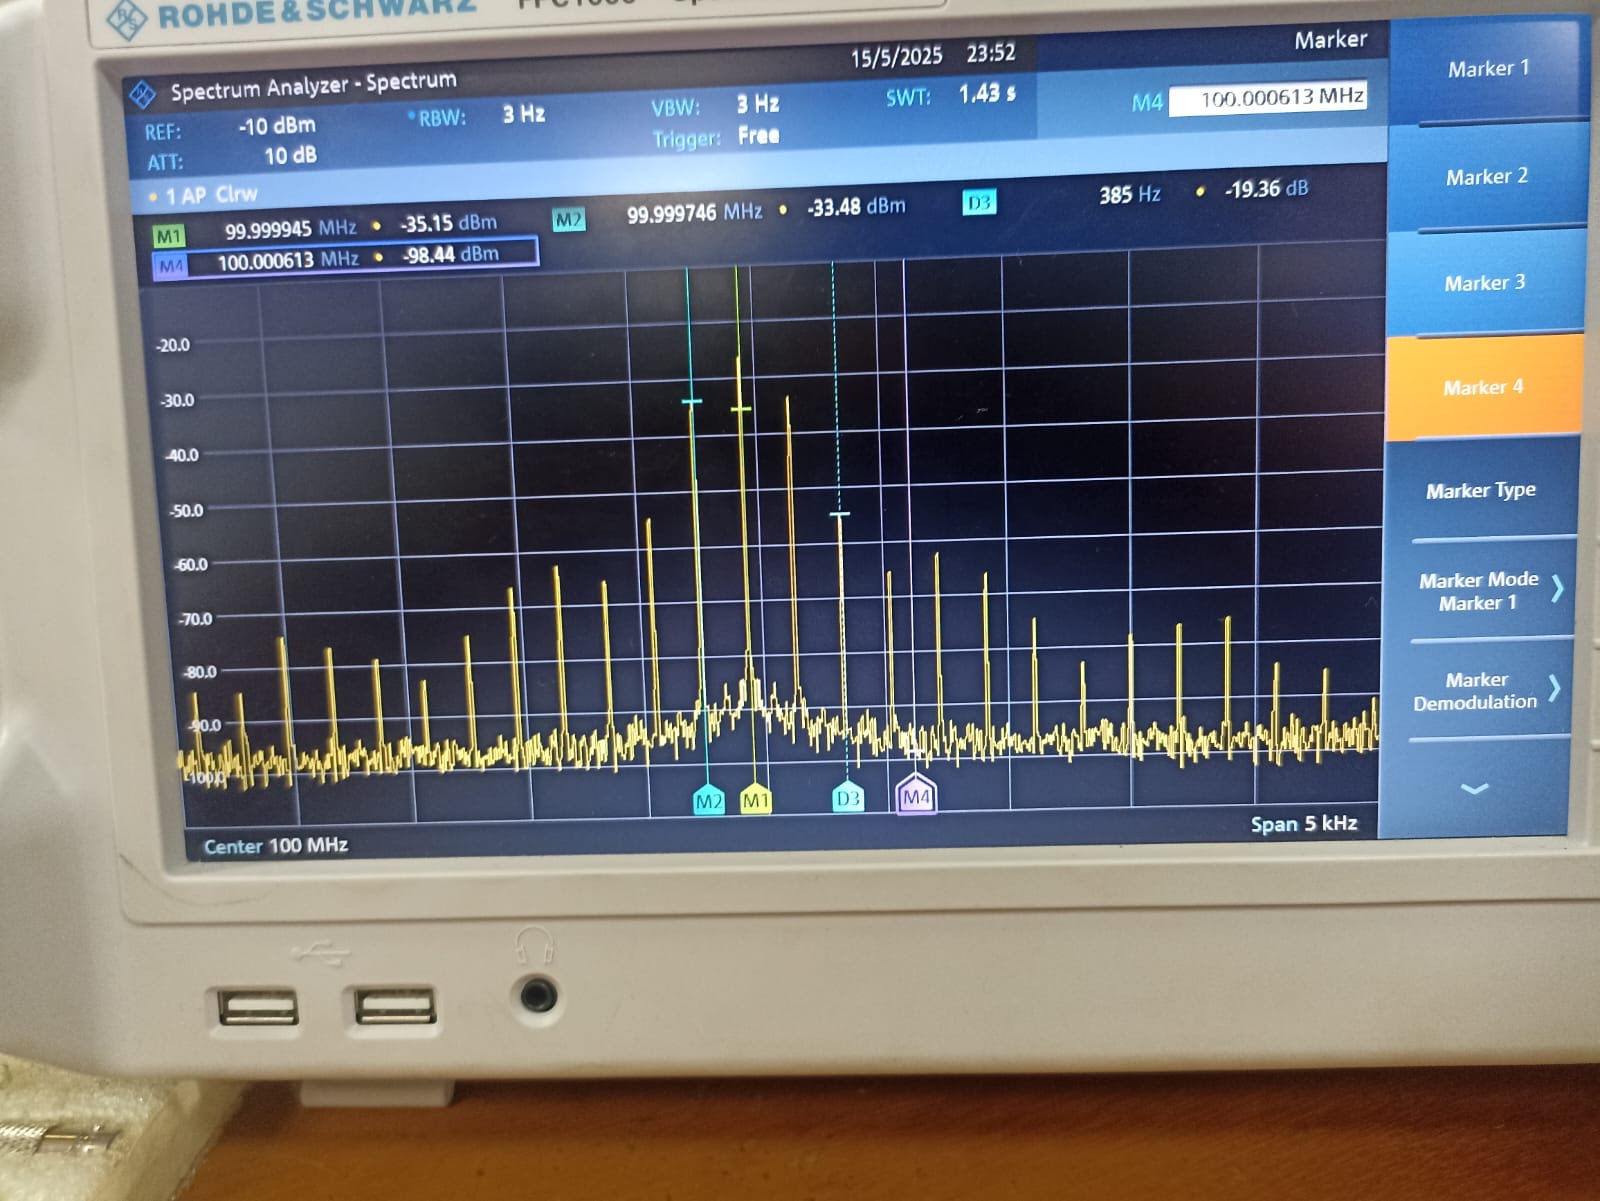 ROHDE & SCHWARZ
Spectrum Analyzer - Spectrum
15/5/2025 23:52
Marker
REF: -10 dBm
RBW: 3 Hz
VBW: 3 Hz
SWT: 1.43 s
M4 100.000613 MHz
ATT: 10 dB
Trigger: Free
1 AP Clrw
M1 99.999945 MHz -35.15 dBm
M2 99.999746 MHz -33.48 dBm
D3 385 Hz -19.36 dB
M4 100.000613 MHz -98.44 dBm
-20.0
-30.0
-40.0
-50.0
-60.0
-70.0
-80.0
-90.0
-100.0
M2 M1 D3 M4
Center 100 MHz
Span 5 kHz
Marker 1
Marker 2
Marker 3
Marker 4
Marker Type
Marker Mode
Marker 1
Marker
Demodulation